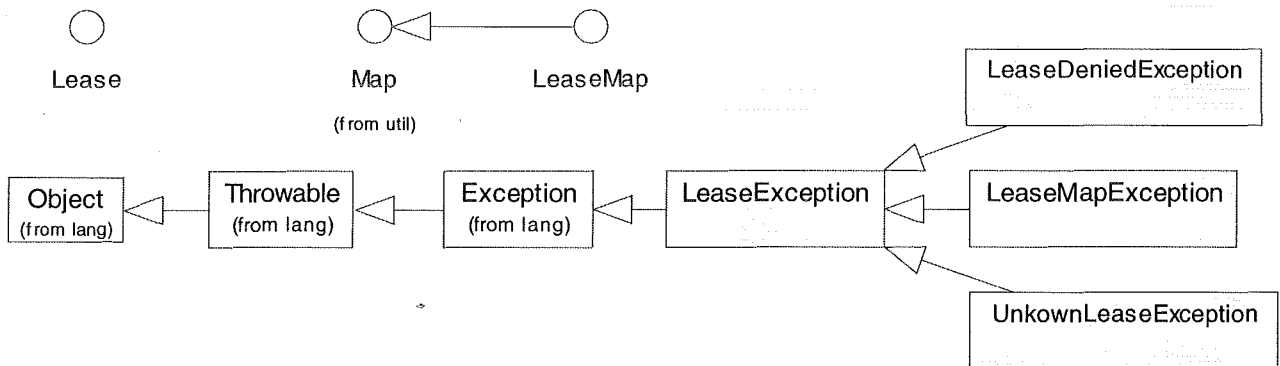 Lease
Map
(from util)
LeaseMap
LeaseDeniedException
Object
(from lang)
Throwable
(from lang)
Exception
(from lang)
LeaseException
LeaseMapException
UnkownLeaseException